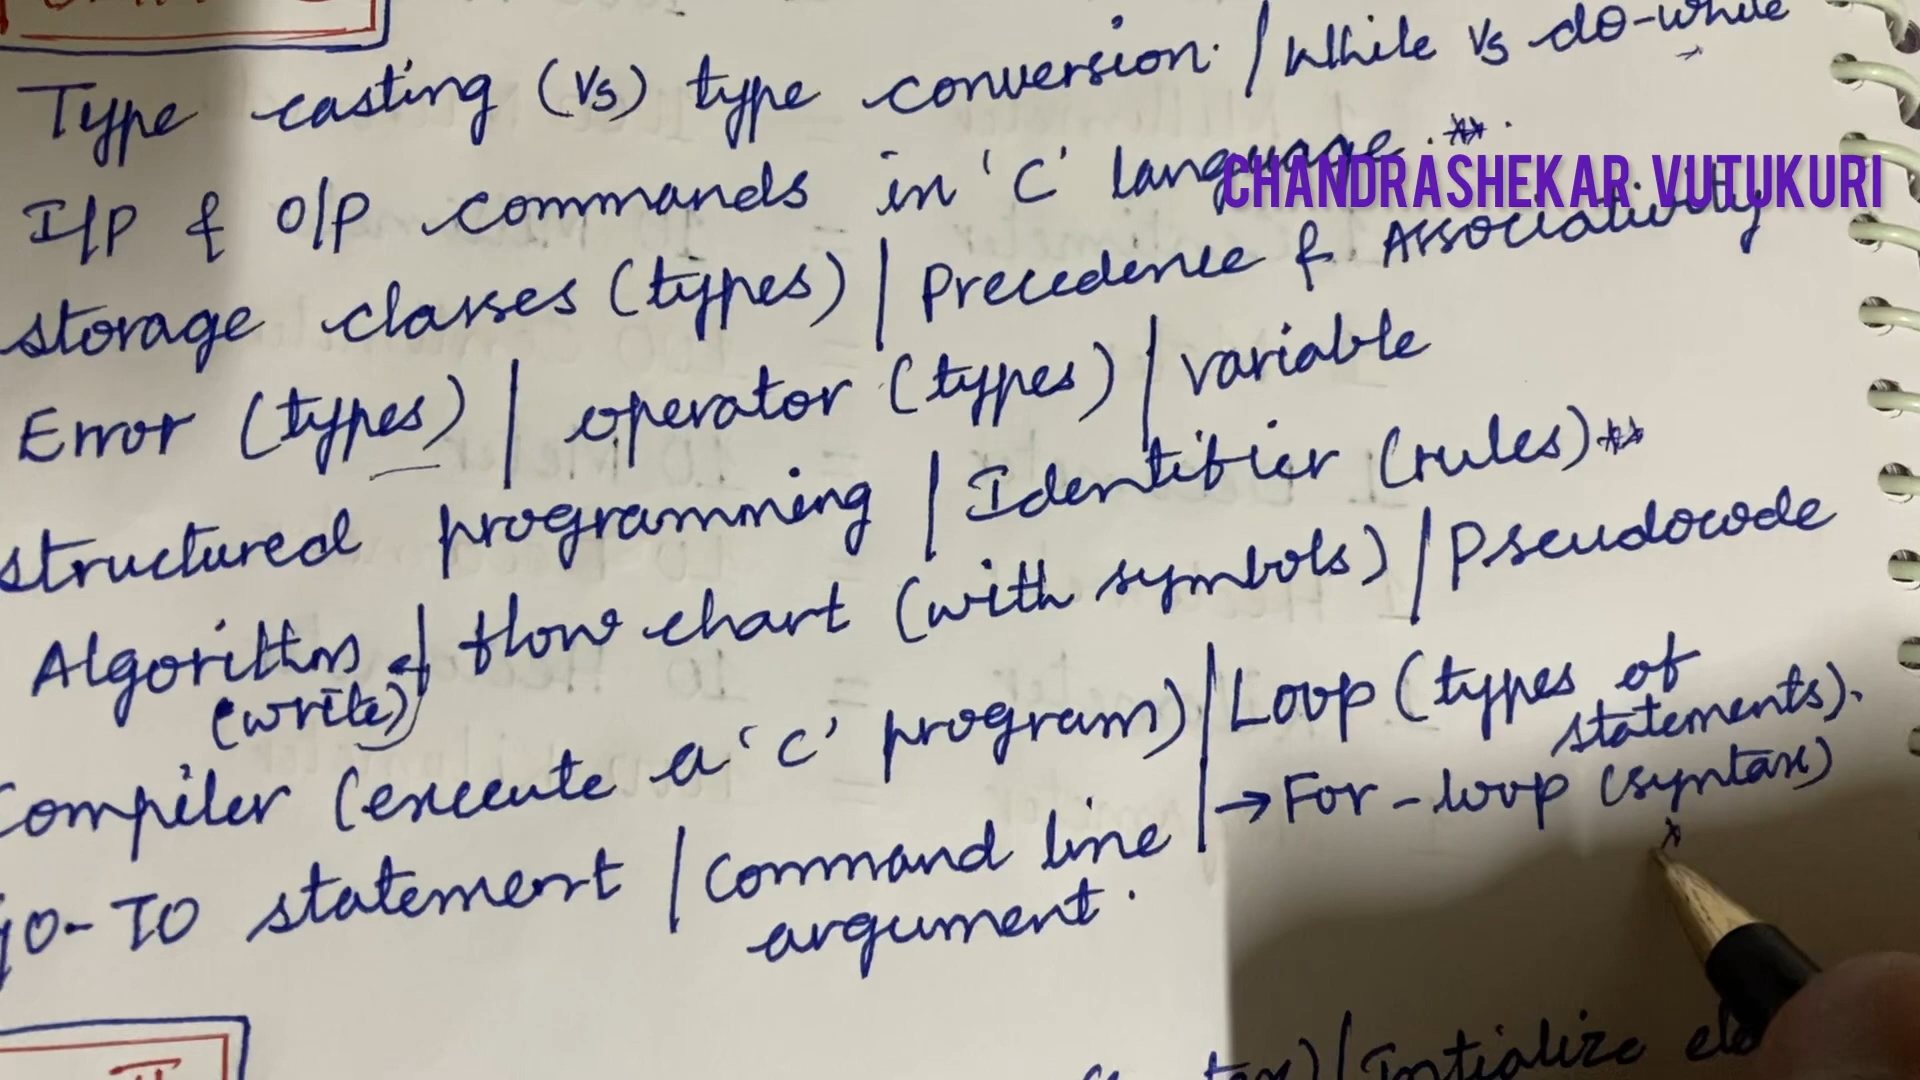 Type casting (Vs) type conversion. / While Vs do-while
I/P & O/P commands in 'C' language. **.
CHANDRASHEKAR VUTUKURI
storage classes (types) | Precedence & Associativity
Error (types) | operator (types) | variable
structured programming | Identifier (rules) **
Algorithm & | flow chart (with symbols) | Pseudocode
(write)
Compiler (execute a 'C' program) | Loop (types of
statements).
→ For-loop (syntax)
GO-TO statement | Command line
argument.
II
Initialize